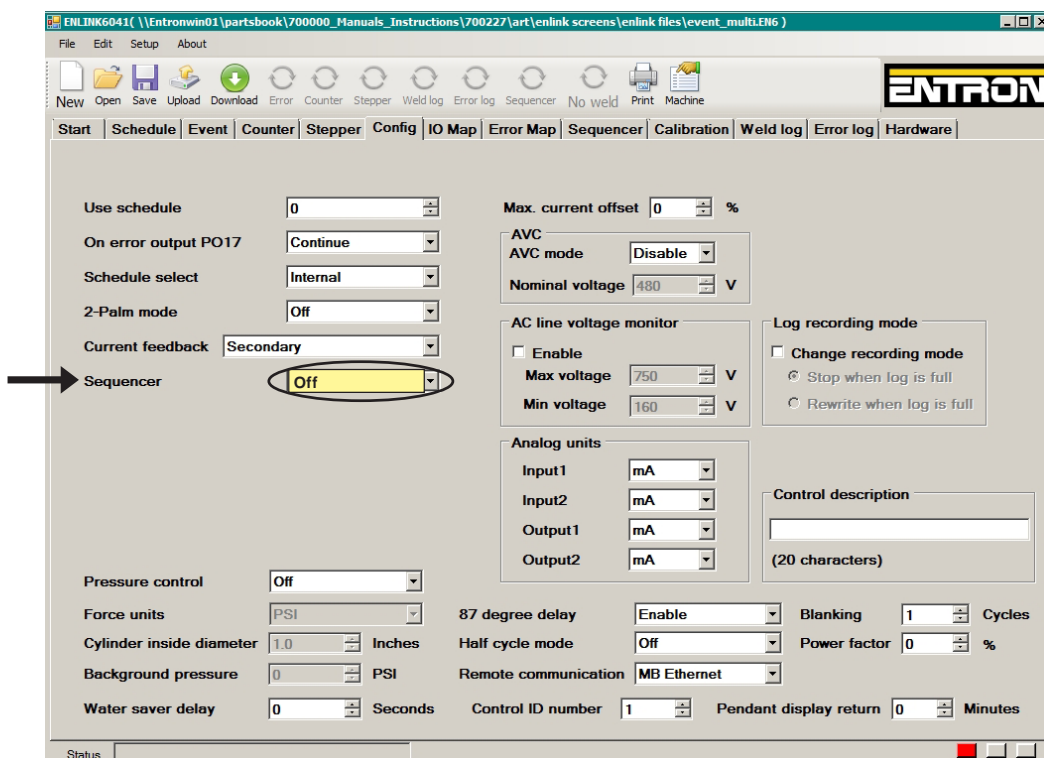 ENLINK6041( \\Entronwin01\partsbook\700000_Manuals_Instructions\700227\art\enlink screens\enlink files\event_multi.EN6 )
File Edit Setup About
New Open Save Upload Download Error Counter Stepper Weld log Error log Sequencer No weld Print Machine
ENTRON
Start Schedule Event Counter Stepper Config IO Map Error Map Sequencer Calibration Weld log Error log Hardware
Use schedule 0
On error output PO17 Continue
Schedule select Internal
2-Palm mode Off
Current feedback Secondary
Sequencer Off
Max. current offset 0 %
AVC
AVC mode Disable
Nominal voltage 480 V
AC line voltage monitor
Enable
Max voltage 750 V
Min voltage 160 V
Log recording mode
Change recording mode
Stop when log is full
Rewrite when log is full
Analog units
Input1 mA
Input2 mA
Output1 mA
Output2 mA
Control description
(20 characters)
Pressure control Off
Force units PSI
Cylinder inside diameter 1.0 Inches
Background pressure 0 PSI
Water saver delay 0 Seconds
87 degree delay Enable
Half cycle mode Off
Remote communication MB Ethernet
Control ID number 1
Blanking 1 Cycles
Power factor 0 %
Pendant display return 0 Minutes
Status